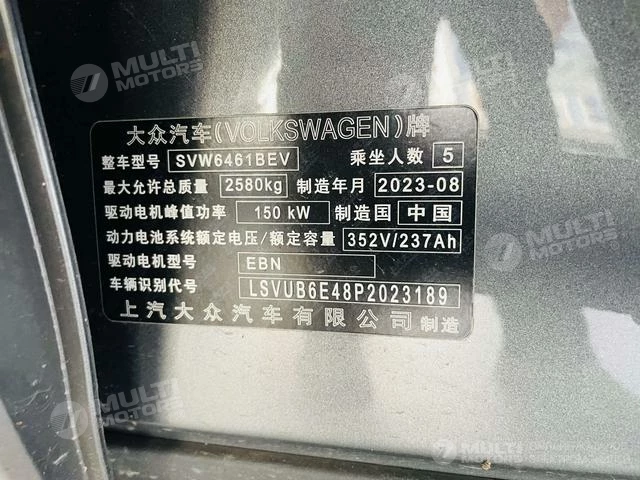 MULTI MOTORS
MULTI MOTORS
大众汽车(VOLKSWAGEN)牌
整车型号 SVW6461BEV 乘坐人数 5
最大允许总质量 2580kg 制造年月 2023-08
驱动电机峰值功率 150 kW 制造国 中国
动力电池系统额定电压/额定容量 352V/237Ah
驱动电机型号 EBN
车辆识别代号 LSVUB6E48P2023189
上汽大众汽车有限公司 制造
MULTI MOTORS
MULTI MOTORS